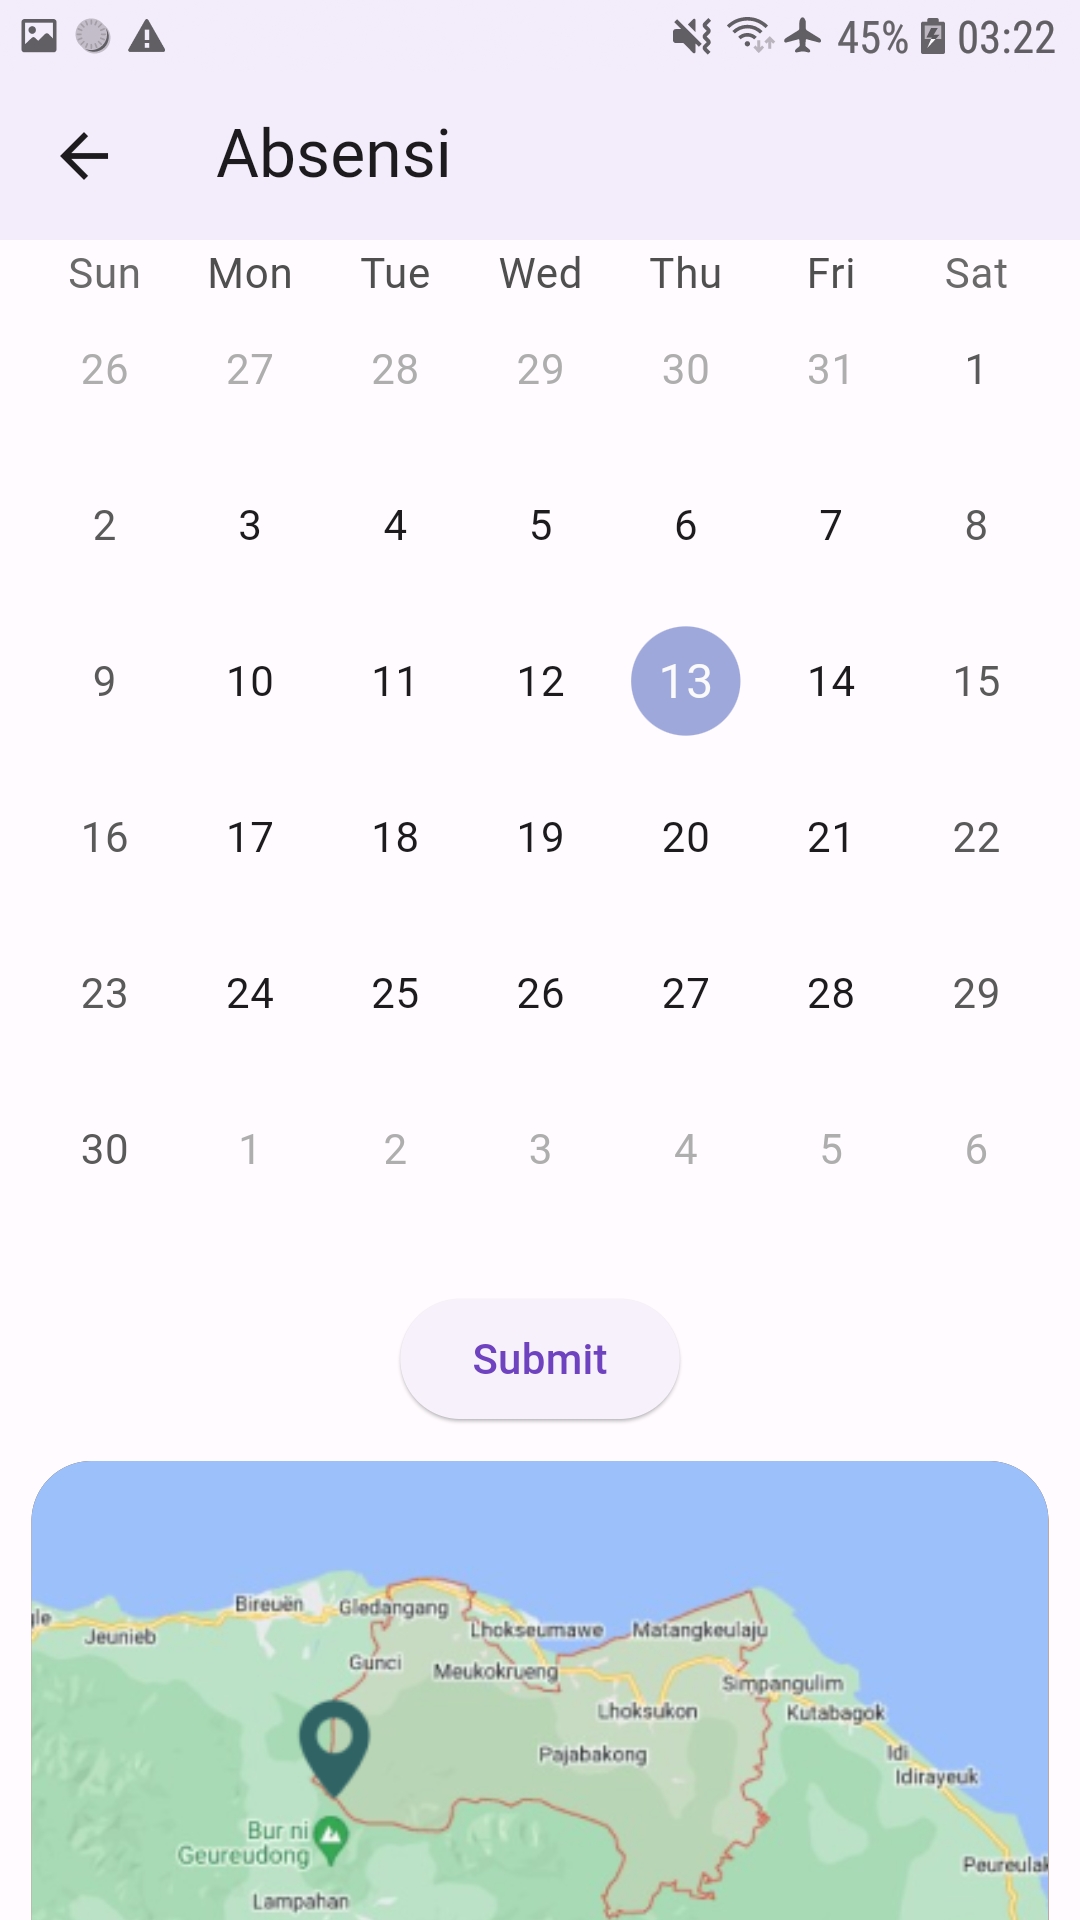 45% 03:22
Absensi
Sun Mon Tue Wed Thu Fri Sat
26 27 28 29 30 31 1
2 3 4 5 6 7 8
9 10 11 12 13 14 15
16 17 18 19 20 21 22
23 24 25 26 27 28 29
30 1 2 3 4 5 6
Submit
Bireuën Gledangang
gle Jeunieb Lhokseumawe Matangkeulaju
Gunci Meukokrueng Simpangulim
Lhoksukon Kutabagok
Pajabakong Idi
Idirayeuk
Bur ni
Geureudong
Peureulak
Lampahan